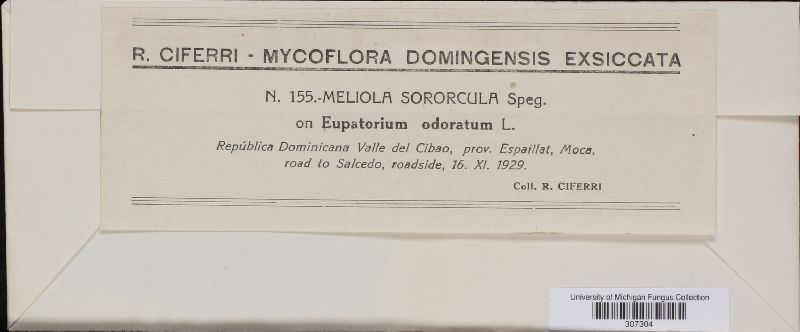 R. CIFERRI - MYCOFLORA DOMINGENSIS EXSICCATA
N. 155.-MELIOLA SORORCULA Speg.
on Eupatorium odoratum L.
República Dominicana Valle del Cibao, prov. Espaillat, Moca,
road to Salcedo, roadside, 16. XI. 1929.
Coll. R. CIFERRI
University of Michigan Fungus Collection
307304